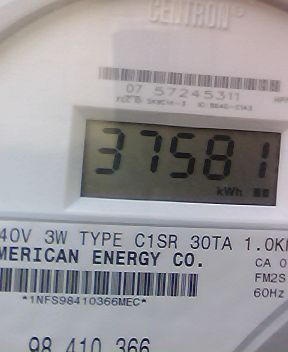 CENTRON®
07 57245311
37581
kWh
40V 3W TYPE C1SR 30TA 1.0K
MERICAN ENERGY CO.
CA 0
FM2S
60Hz
*1NFS98410366MEC*
98 410 366